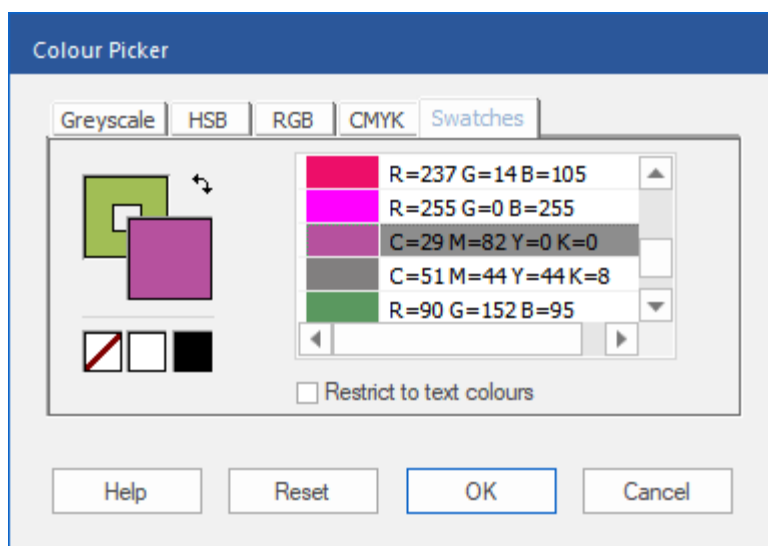 Colour Picker
Greyscale HSB RGB CMYK Swatches
R=237 G=14 B=105
R=255 G=0 B=255
C=29 M=82 Y=0 K=0
C=51 M=44 Y=44 K=8
R=90 G=152 B=95
Restrict to text colours
Help Reset OK Cancel